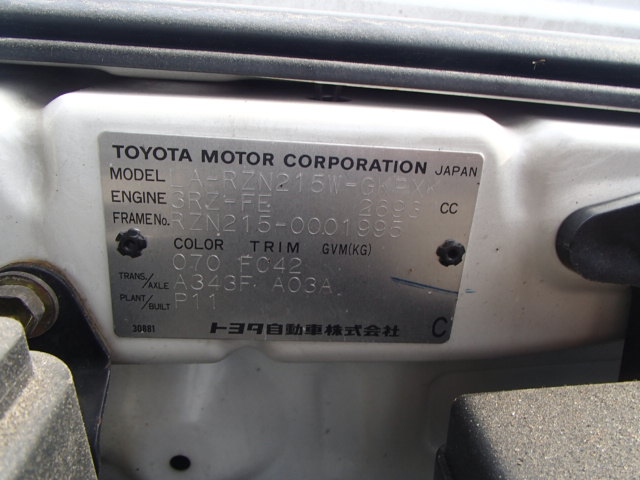 TOYOTA MOTOR CORPORATION JAPAN
MODEL LA-RZN215W-GKPXK
ENGINE 3RZ-FE 2693 CC
FRAME No. RZN215-0001995
COLOR TRIM GVM(KG)
070 FC42
TRANS./AXLE A343F A03A
PLANT/BUILT P11
30881 トヨタ自動車株式会社 C